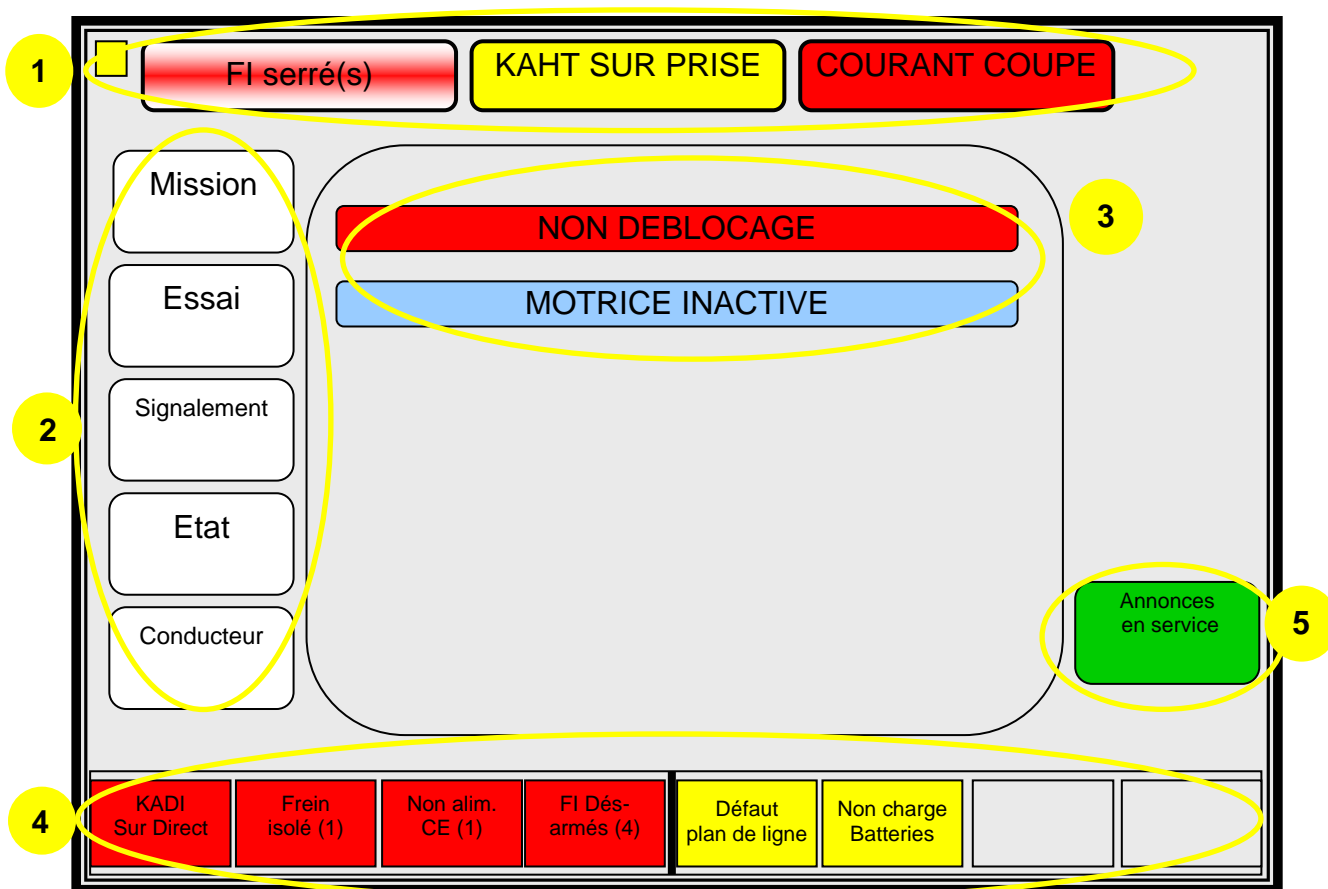 1
FI serré(s)
KAHT SUR PRISE
COURANT COUPE
Mission
Essai
Signalement
Etat
Conducteur
2
NON DEBLOCAGE
MOTRICE INACTIVE
3
Annonces
en service
5
4
KADI
Sur Direct
Frein
isolé (1)
Non alim.
CE (1)
FI Dés-
armés (4)
Défaut
plan de ligne
Non charge
Batteries